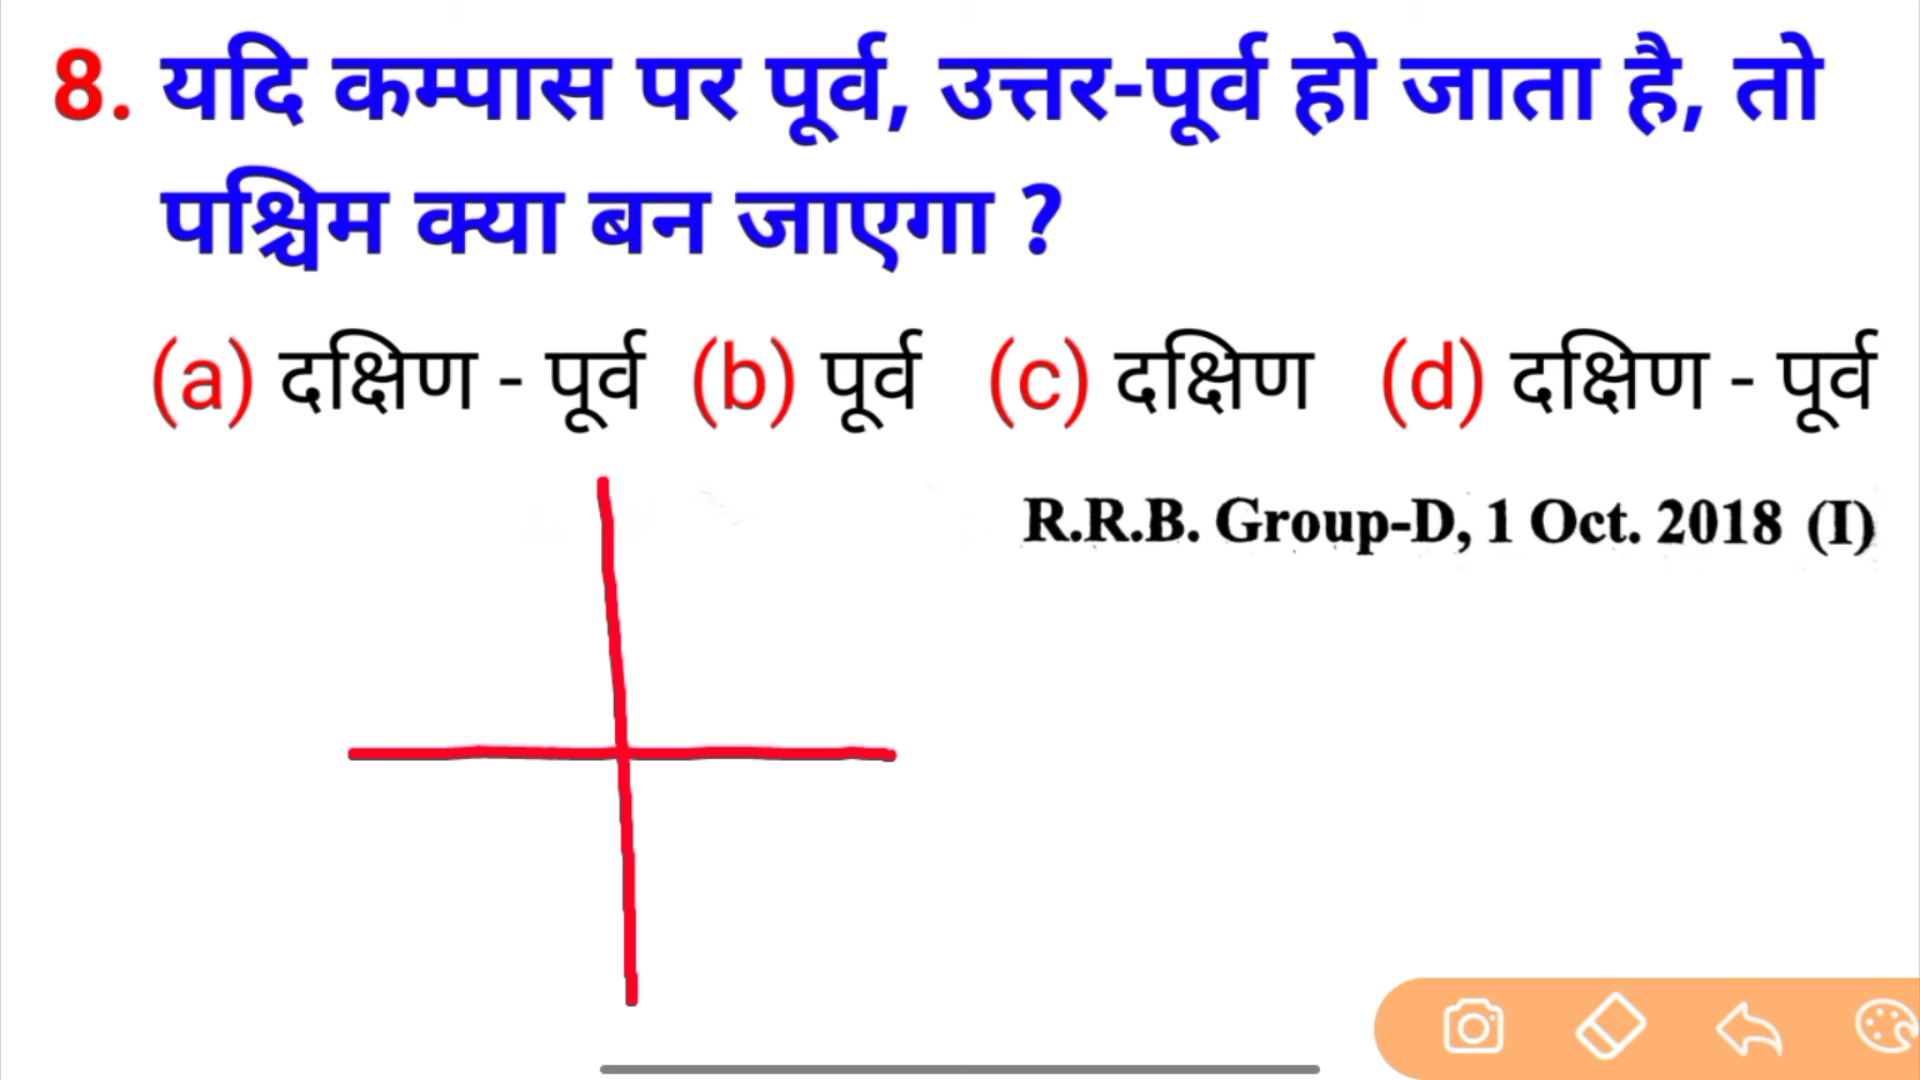 8. यदि कम्पास पर पूर्व, उत्तर-पूर्व हो जाता है, तो
पश्चिम क्या बन जाएगा ?
(a) दक्षिण - पूर्व (b) पूर्व (c) दक्षिण (d) दक्षिण - पूर्व
R.R.B. Group-D, 1 Oct. 2018 (I)